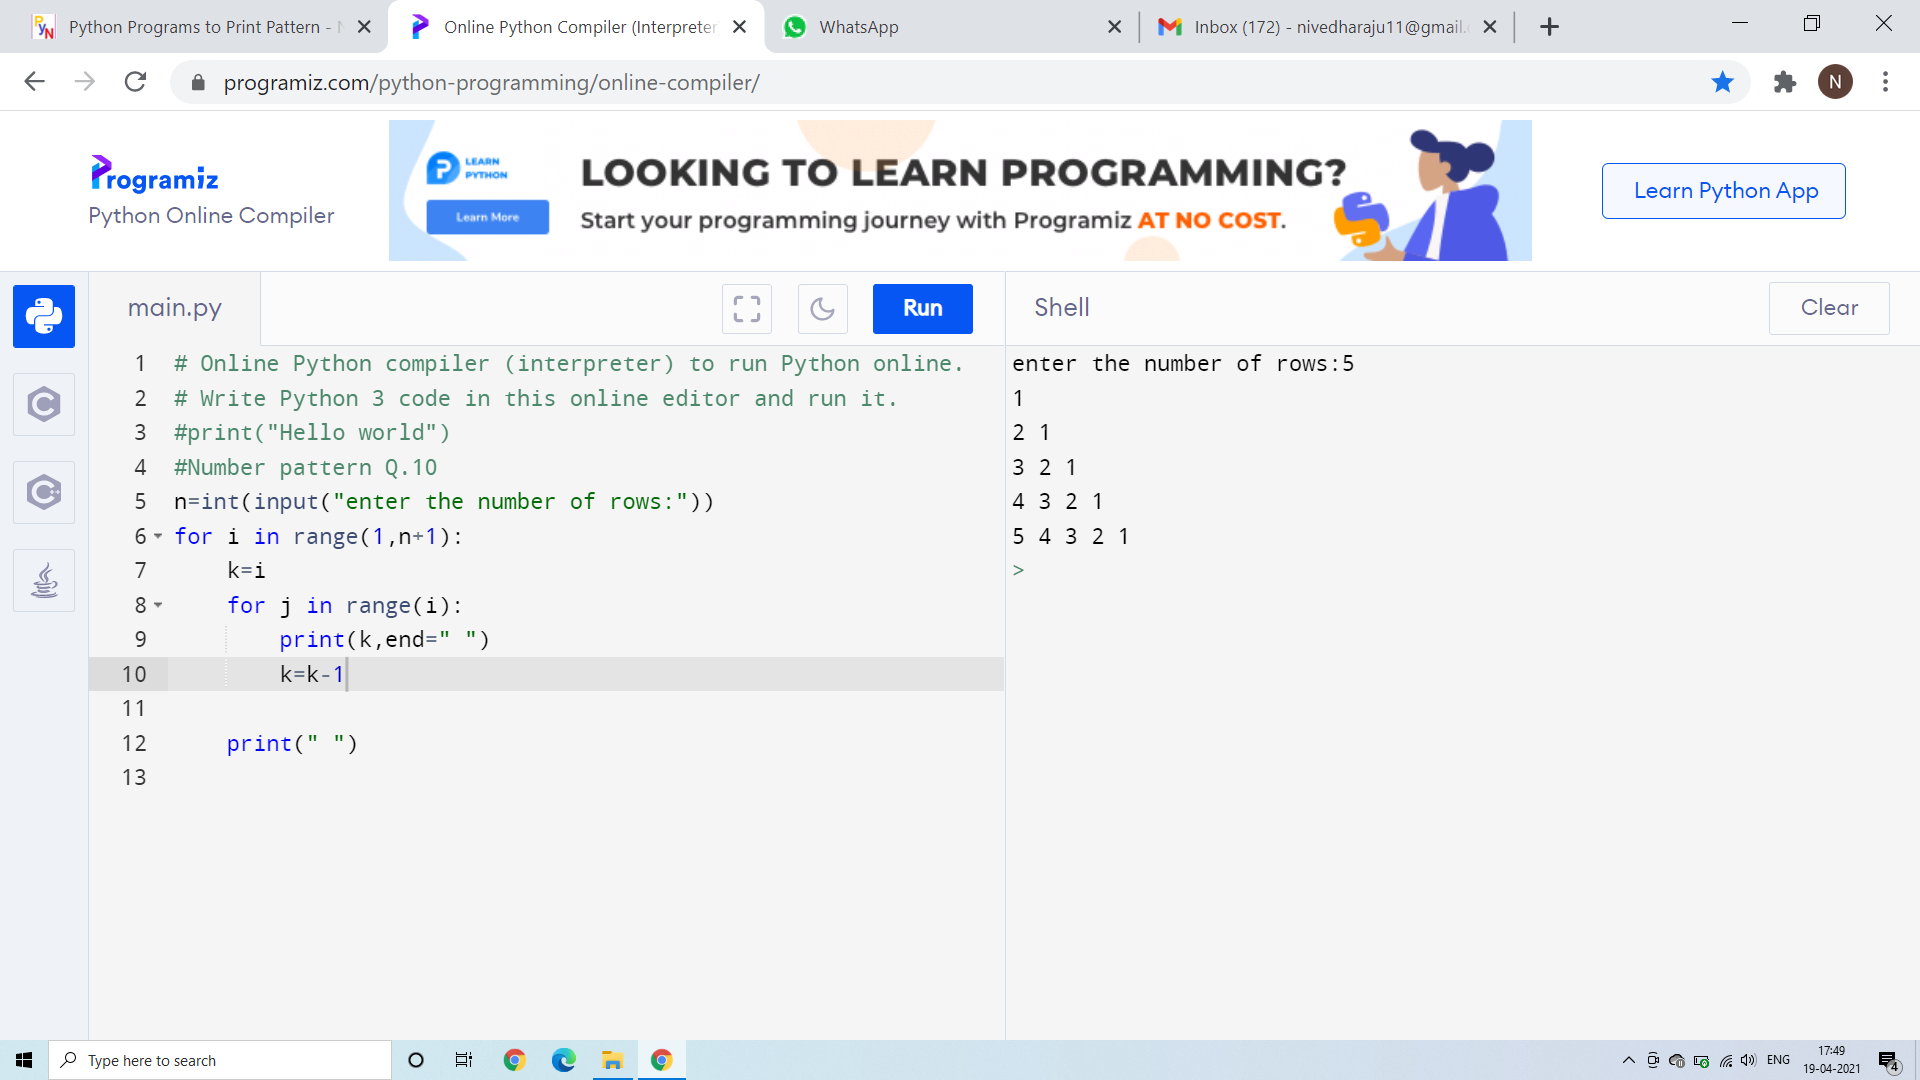 Python Programs to Print Pattern -
Online Python Compiler (Interpreter
WhatsApp
Inbox (172) - nivedharaju11@gmail.
programiz.com/python-programming/online-compiler/
N
Programiz
Python Online Compiler
LEARN
PYTHON
Learn More
LOOKING TO LEARN PROGRAMMING?
Start your programming journey with Programiz AT NO COST.
Learn Python App
main.py
Run
Shell
Clear
1 # Online Python compiler (interpreter) to run Python online.
2 # Write Python 3 code in this online editor and run it.
3 #print("Hello world")
4 #Number pattern Q.10
5 n=int(input("enter the number of rows:"))
6 for i in range(1,n+1):
7     k=i
8     for j in range(i):
9         print(k,end=" ")
10         k=k-1
11
12     print(" ")
13
enter the number of rows:5
1
2 1
3 2 1
4 3 2 1
5 4 3 2 1
>
Type here to search
ENG
17:49
19-04-2021
4